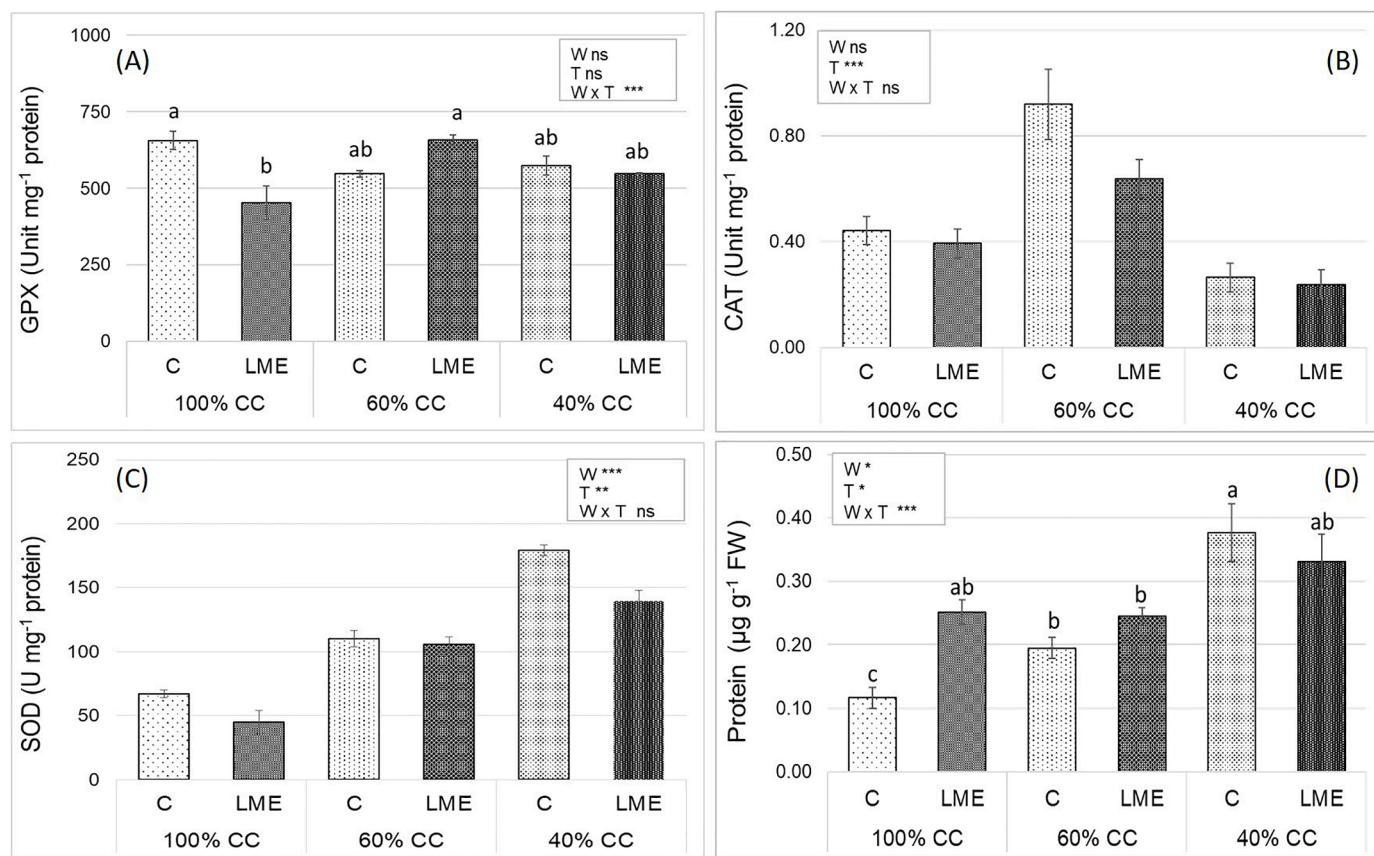 (A)
GPX (Unit mg⁻¹ protein)
1000
750
500
250
0
W ns
T ns
W x T ***
a
b
ab
a
ab
ab
C LME C LME C LME
100% CC 60% CC 40% CC
(B)
CAT (Unit mg⁻¹ protein)
1.20
0.80
0.40
0.00
W ns
T ***
W x T ns
C LME C LME C LME
100% CC 60% CC 40% CC
(C)
SOD (U mg⁻¹ protein)
250
200
150
100
50
0
W ***
T **
W x T ns
C LME C LME C LME
100% CC 60% CC 40% CC
(D)
Protein (µg g⁻¹ FW)
0.50
0.40
0.30
0.20
0.10
0.00
W *
T *
W x T ***
c
ab
b
b
a
ab
C LME C LME C LME
100% CC 60% CC 40% CC